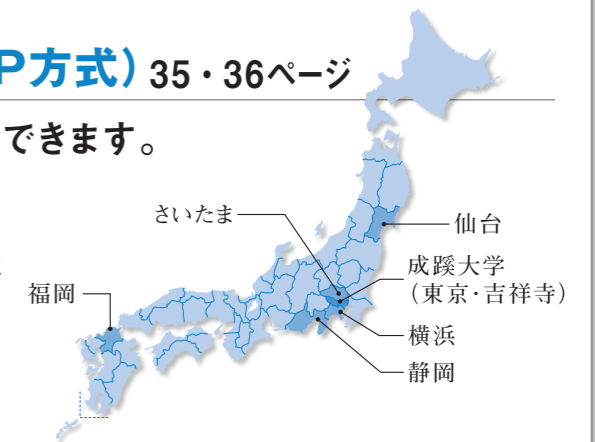 P方式) 35・36ページ
できます。
さいたま
仙台
成蹊大学
(東京・吉祥寺)
福岡
横浜
静岡